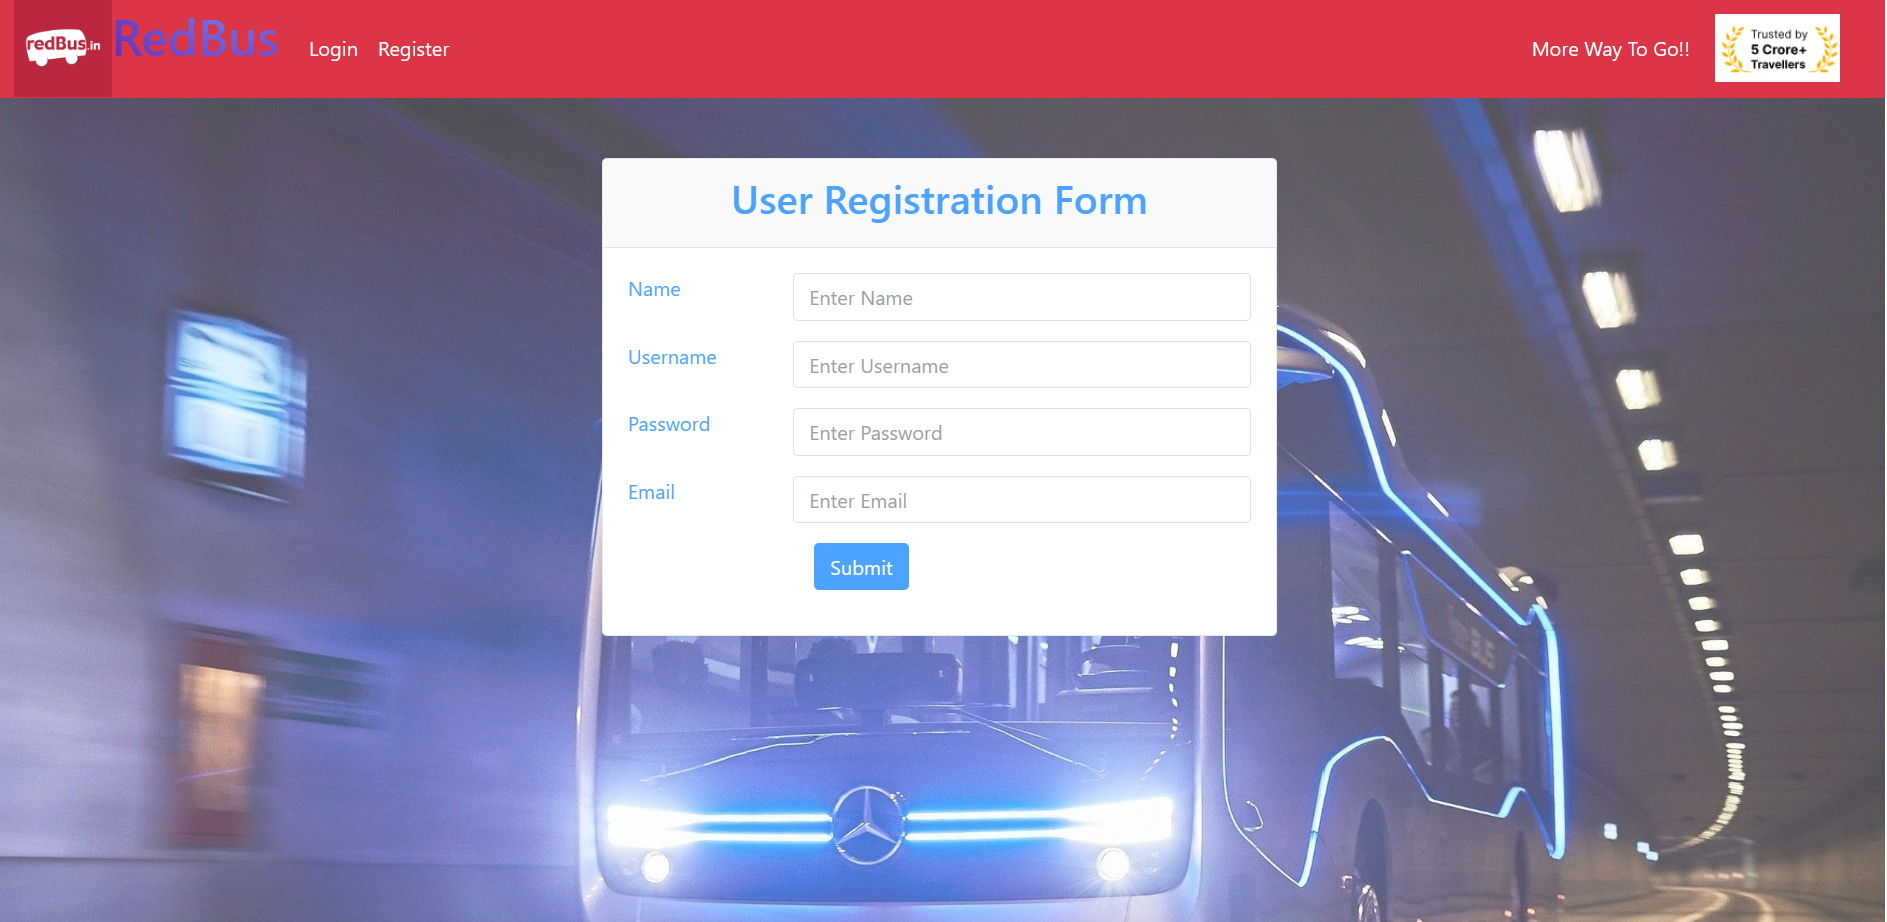 redBus.in
RedBus
Login
Register
More Way To Go!!
Trusted by
5 Crore+
Travellers
User Registration Form
Name
Enter Name
Username
Enter Username
Password
Enter Password
Email
Enter Email
Submit